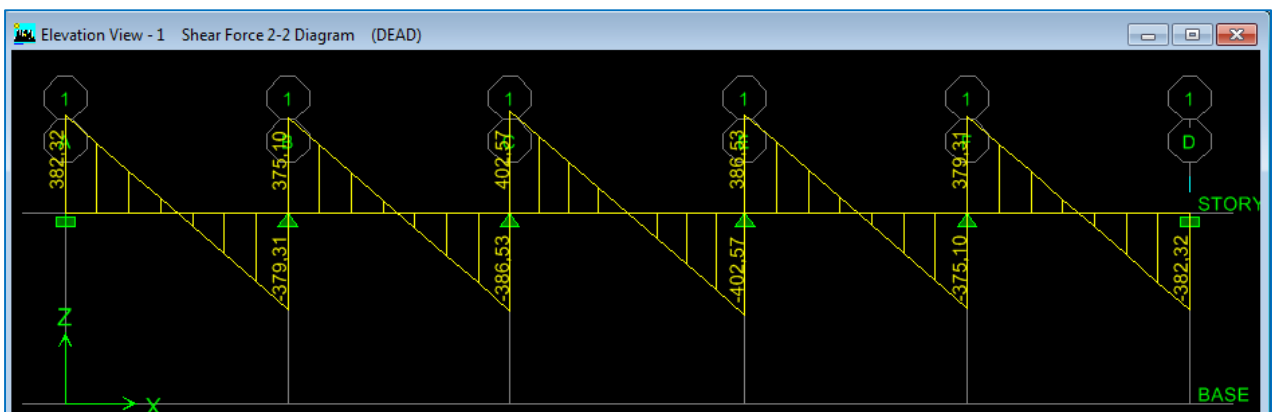 Elevation View - 1 Shear Force 2-2 Diagram (DEAD)
1 1 1 1 1 1
A D
382.32 375.10 402.57 386.53 379.31
STORY
-379.31 -386.53 -402.57 -375.10 -382.32
Z
X
BASE